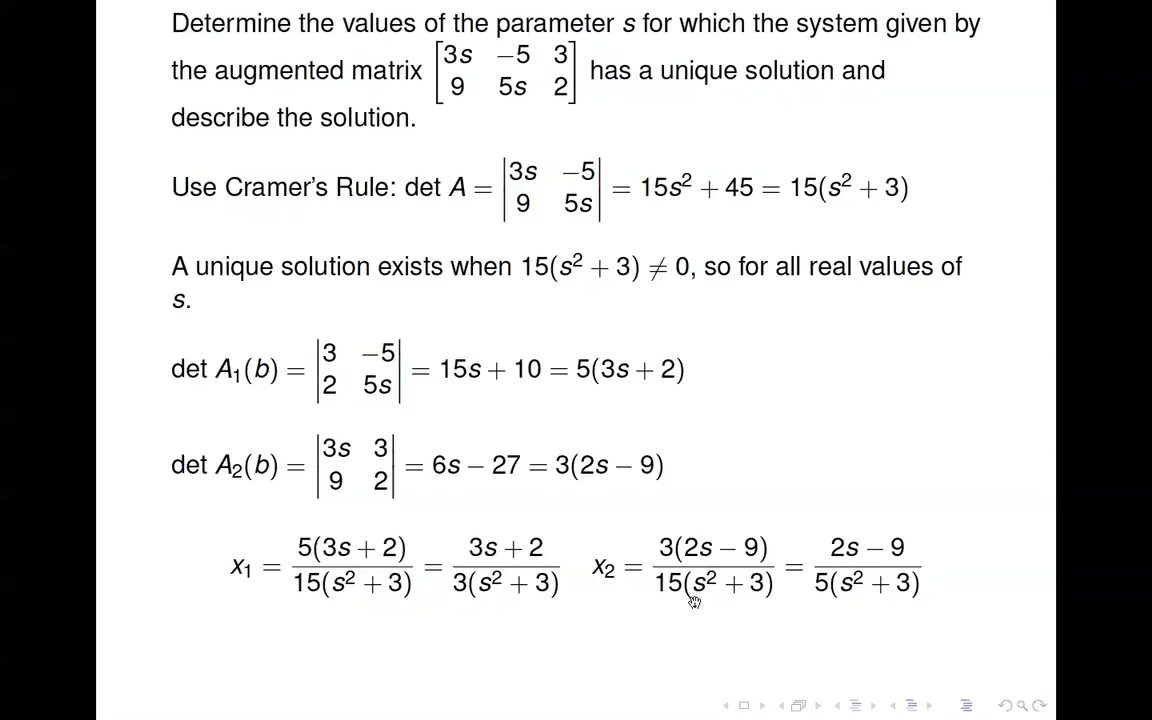 Determine the values of the parameter s for which the system given by
the augmented matrix [3s −5 3; 9 5s 2] has a unique solution and
describe the solution.
Use Cramer's Rule: det A = |3s −5; 9 5s| = 15s² + 45 = 15(s² + 3)
A unique solution exists when 15(s² + 3) ≠ 0, so for all real values of
s.
det A₁(b) = |3 −5; 2 5s| = 15s + 10 = 5(3s + 2)
det A₂(b) = |3s 3; 9 2| = 6s − 27 = 3(2s − 9)
x₁ = 5(3s + 2)/15(s² + 3) = 3s + 2/3(s² + 3) x₂ = 3(2s − 9)/15(s² + 3) = 2s − 9/5(s² + 3)